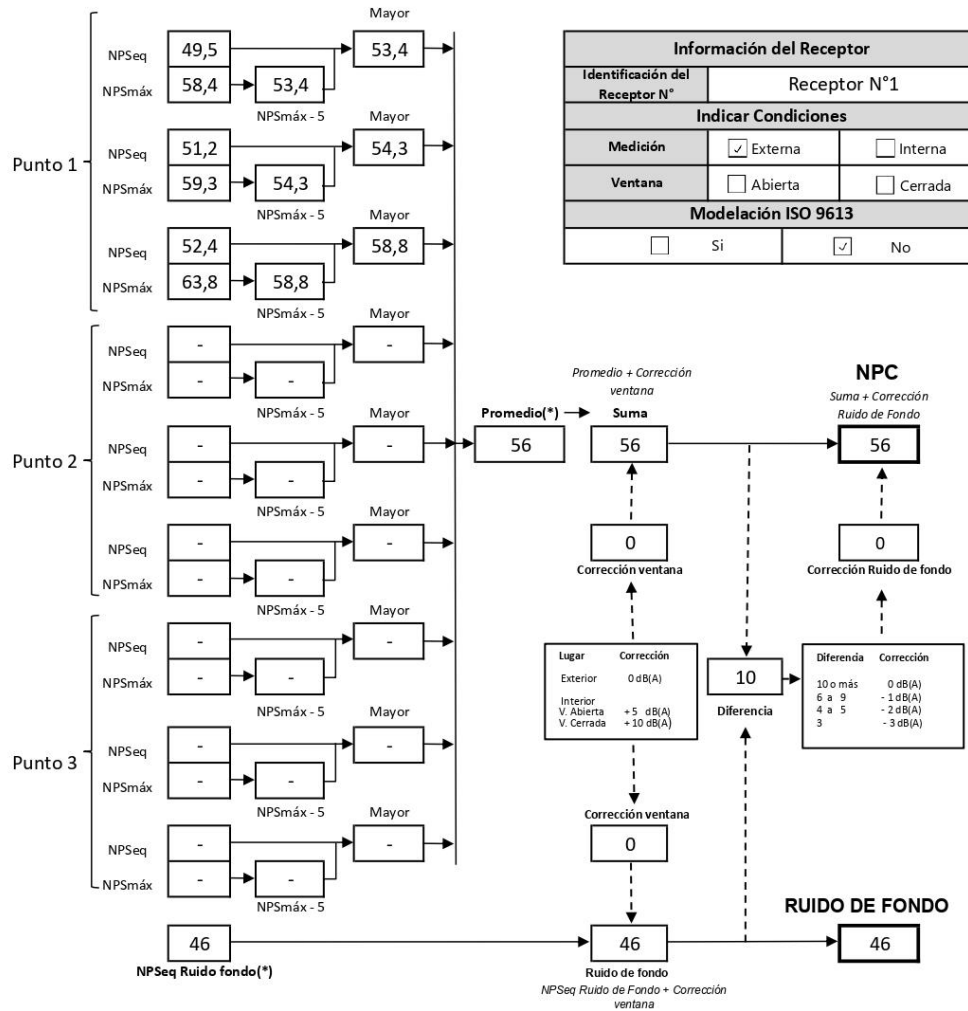 Mayor
NPSeq 49,5 53,4
NPSmáx 58,4 53,4
NPSmáx - 5
Mayor
Punto 1
NPSeq 51,2 54,3
NPSmáx 59,3 54,3
NPSmáx - 5
Mayor
NPSeq 52,4 58,8
NPSmáx 63,8 58,8
NPSmáx - 5
Mayor
NPSeq - -
NPSmáx - -
NPSmáx - 5
Mayor
Punto 2
NPSeq - -
NPSmáx - -
NPSmáx - 5
Mayor
NPSeq - -
NPSmáx - -
NPSmáx - 5
Mayor
NPSeq - -
NPSmáx - -
NPSmáx - 5
Mayor
Punto 3
NPSeq - -
NPSmáx - -
NPSmáx - 5
Mayor
NPSeq - -
NPSmáx - -
NPSmáx - 5
46
NPSeq Ruido fondo(*)
Información del Receptor
Identificación del
Receptor N°
Receptor N°1
Indicar Condiciones
Medición ✓ Externa Interna
Ventana Abierta Cerrada
Modelación ISO 9613
Si ✓ No
Promedio(*)
56
Promedio + Corrección
ventana
Suma
56
NPC
Suma + Corrección
Ruido de Fondo
56
0
Corrección ventana
0
Corrección Ruido de fondo
Lugar Corrección
Exterior 0 dB(A)
Interior
V. Abierta +5 dB(A)
V. Cerrada +10 dB(A)
10
Diferencia
Diferencia Corrección
10 o más 0 dB(A)
6 a 9 - 1 dB(A)
4 a 5 - 2 dB(A)
3 - 3 dB(A)
Corrección ventana
0
46
Ruido de fondo
NPSeq Ruido de Fondo + Corrección
ventana
RUIDO DE FONDO
46